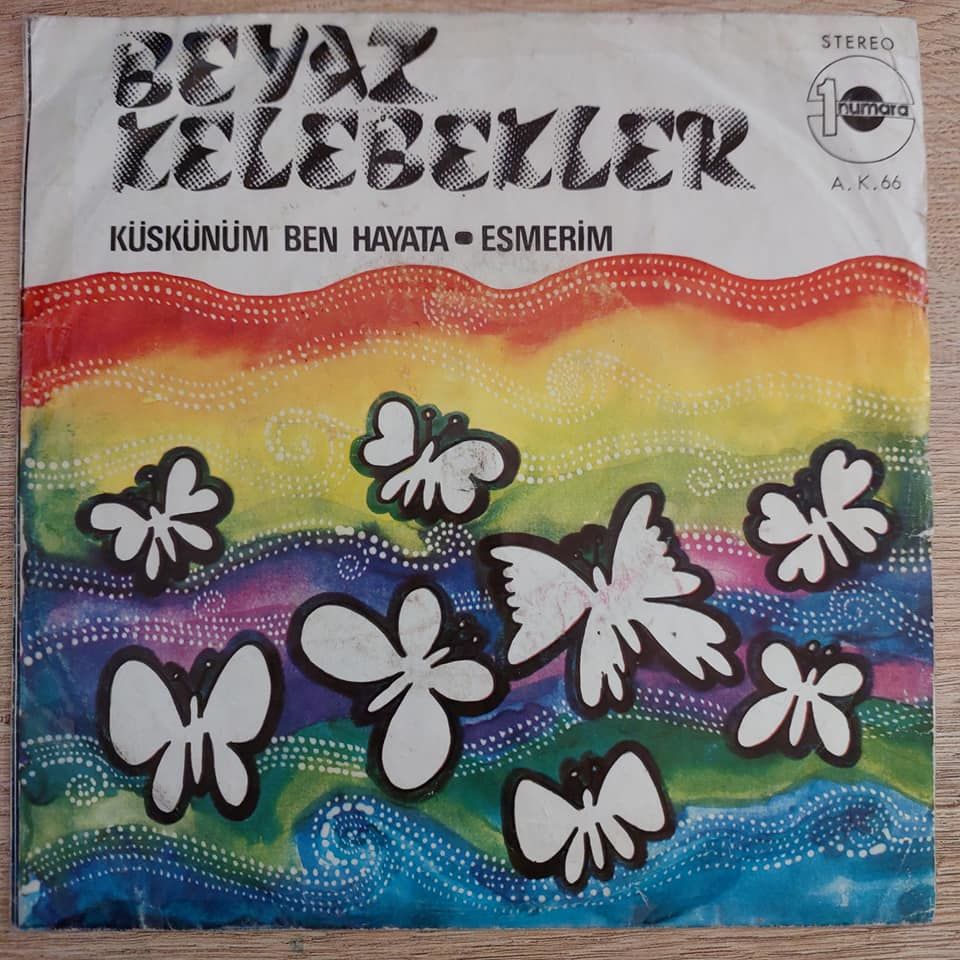 BEYAZ
KELEBEKLER
KÜSKÜNÜM BEN HAYATA • ESMERİM
STEREO
1 numara
A. K. 66